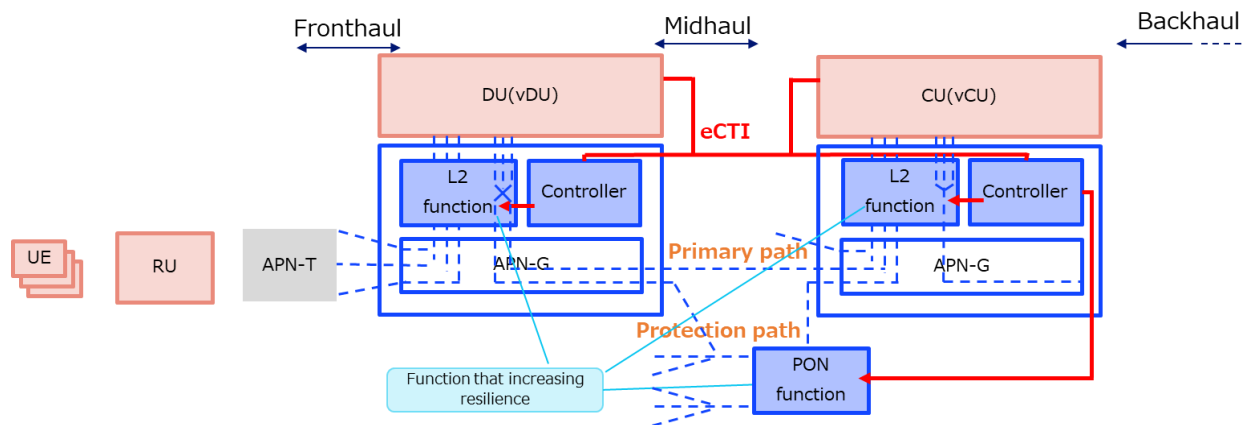 Fronthaul
Midhaul
Backhaul
DU(vDU)
CU(vCU)
eCTI
L2
function
Controller
L2
function
Controller
UE
RU
APN-T
APN-G
Primary path
APN-G
Protection path
PON
function
Function that increasing
resilience